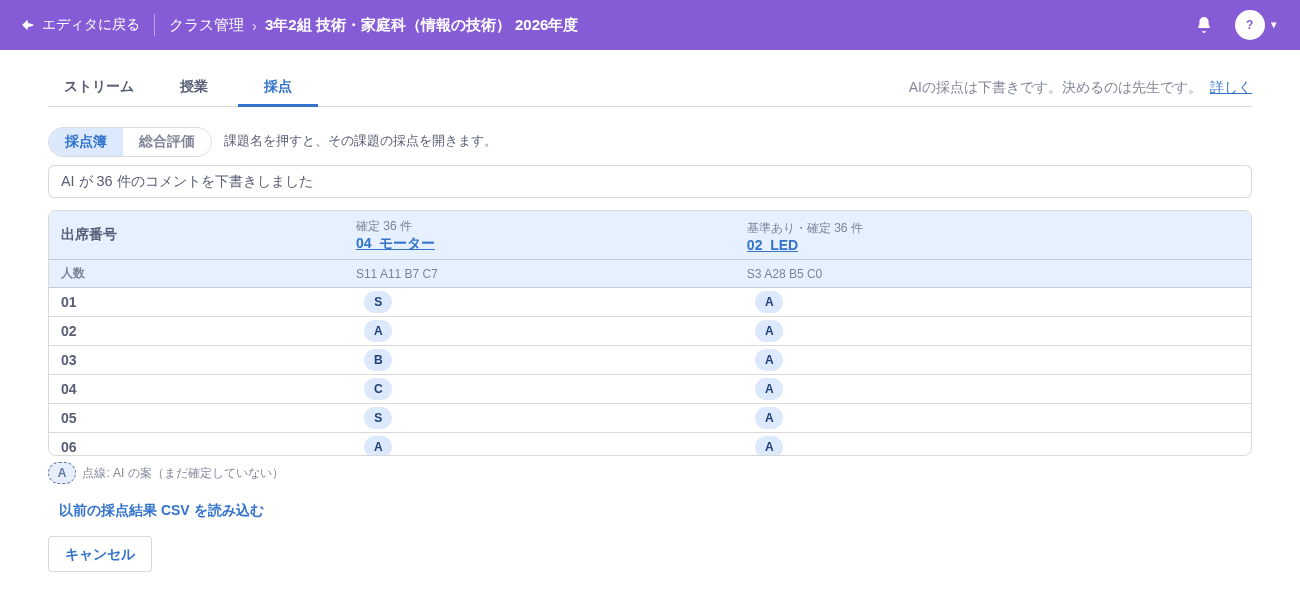 エディタに戻る クラス管理 › 3年2組 技術・家庭科（情報の技術） 2026年度 ? ▼
ストリーム 授業 採点 AIの採点は下書きです。決めるのは先生です。 詳しく
採点簿 総合評価 課題名を押すと、その課題の採点を開きます。
AI が 36 件のコメントを下書きしました
出席番号 確定 36 件 基準あり・確定 36 件
04_モーター 02_LED
人数 S11 A11 B7 C7 S3 A28 B5 C0
01 S A
02 A A
03 B A
04 C A
05 S A
06 A A
A 点線: AI の案（まだ確定していない）
以前の採点結果 CSV を読み込む
キャンセル